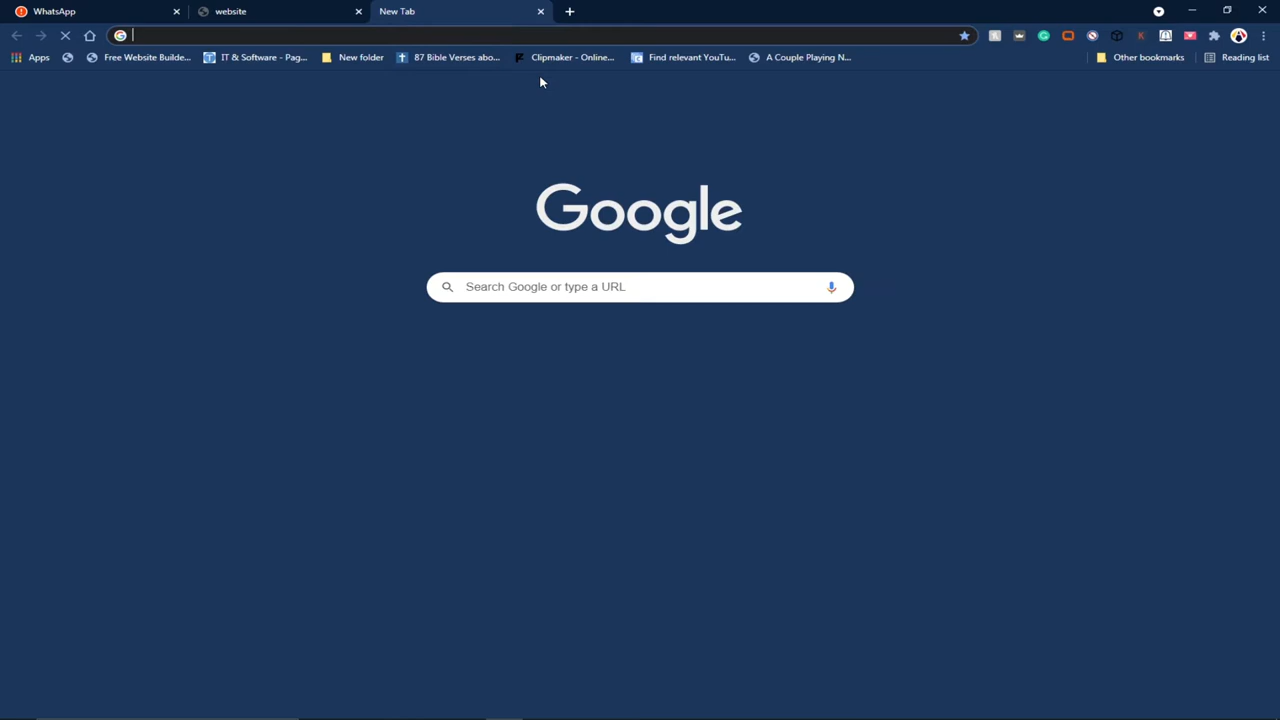 WhatsApp
website
New Tab
Apps
Free Website Builde...
IT & Software - Pag...
New folder
87 Bible Verses abo...
Clipmaker - Online...
Find relevant YouTu...
A Couple Playing N...
Other bookmarks
Reading list
Google
Search Google or type a URL